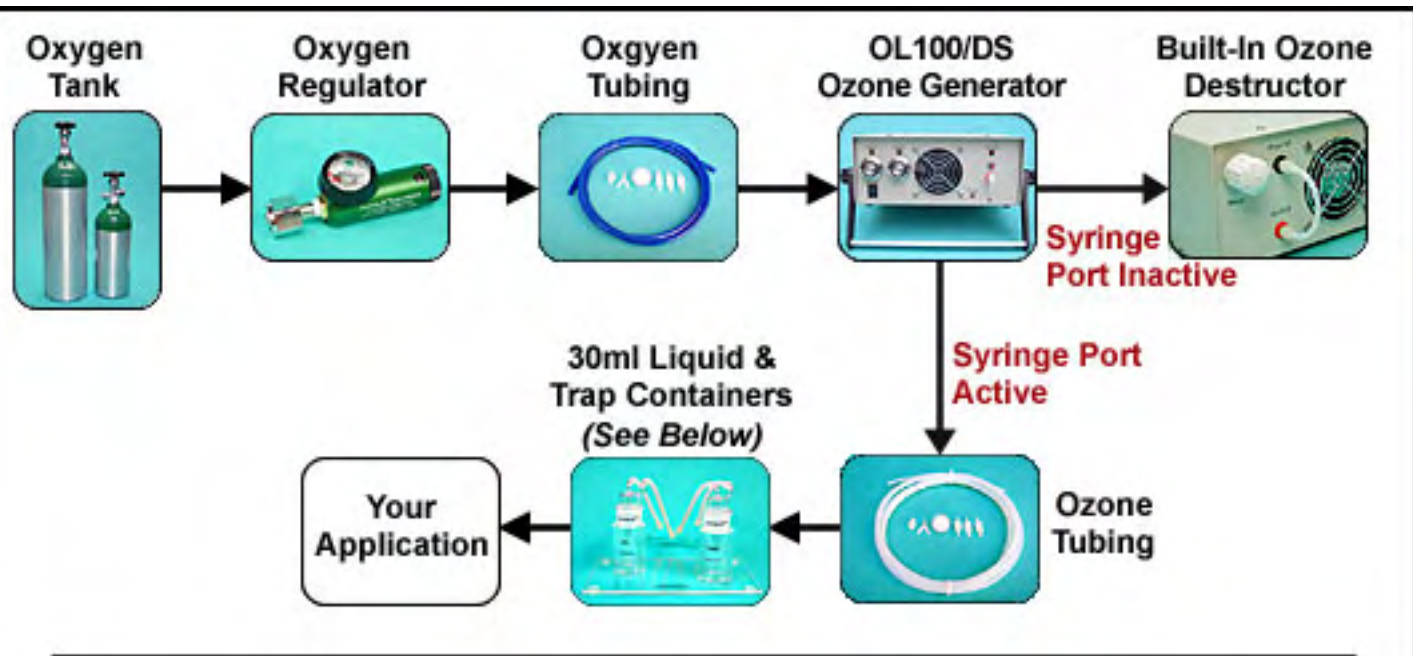 Oxygen
Tank
Oxygen
Regulator
Oxgyen
Tubing
OL100/DS
Ozone Generator
Built-In Ozone
Destructor
Syringe
Port Inactive
Syringe Port
Active
30ml Liquid &
Trap Containers
(See Below)
Your
Application
Ozone
Tubing